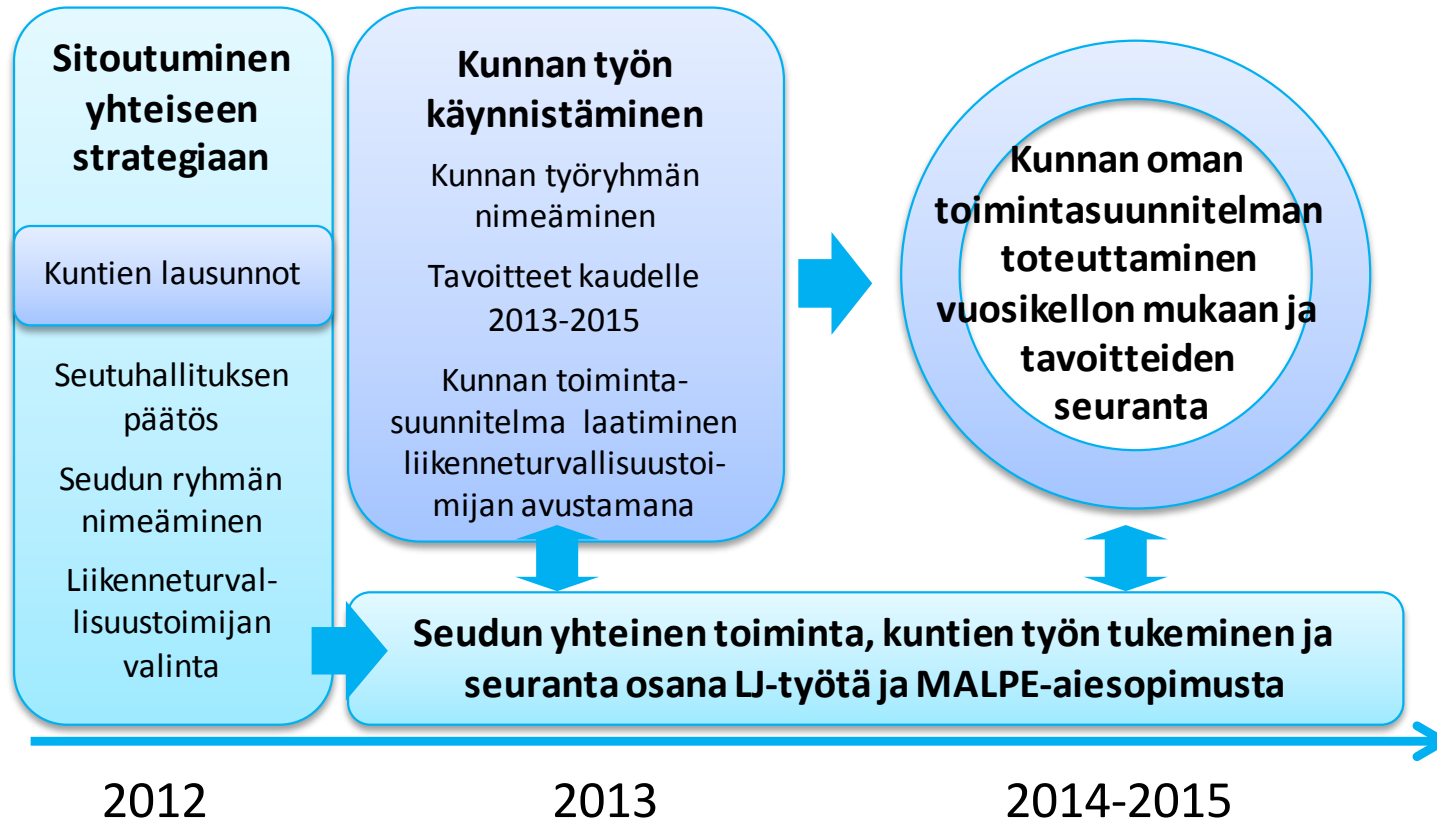 Sitoutuminen
yhteiseen
strategiaan
Kuntien lausunnot
Seutuhallituksen
päätös
Seudun ryhmän
nimeäminen
Liikenneturval-
lisuustoimijan
valinta
Kunnan työn
käynnistäminen
Kunnan työryhmän
nimeäminen
Tavoitteet kaudelle
2013-2015
Kunnan toiminta-
suunnitelma laatiminen
liikenneturvallisuustoi-
mijan avustamana
Kunnan oman
toimintasuunnitelman
toteuttaminen
vuosikellon mukaan ja
tavoitteiden
seuranta
Seudun yhteinen toiminta, kuntien työn tukeminen ja
seuranta osana LJ-työtä ja MALPE-aiesopimusta
2012
2013
2014-2015